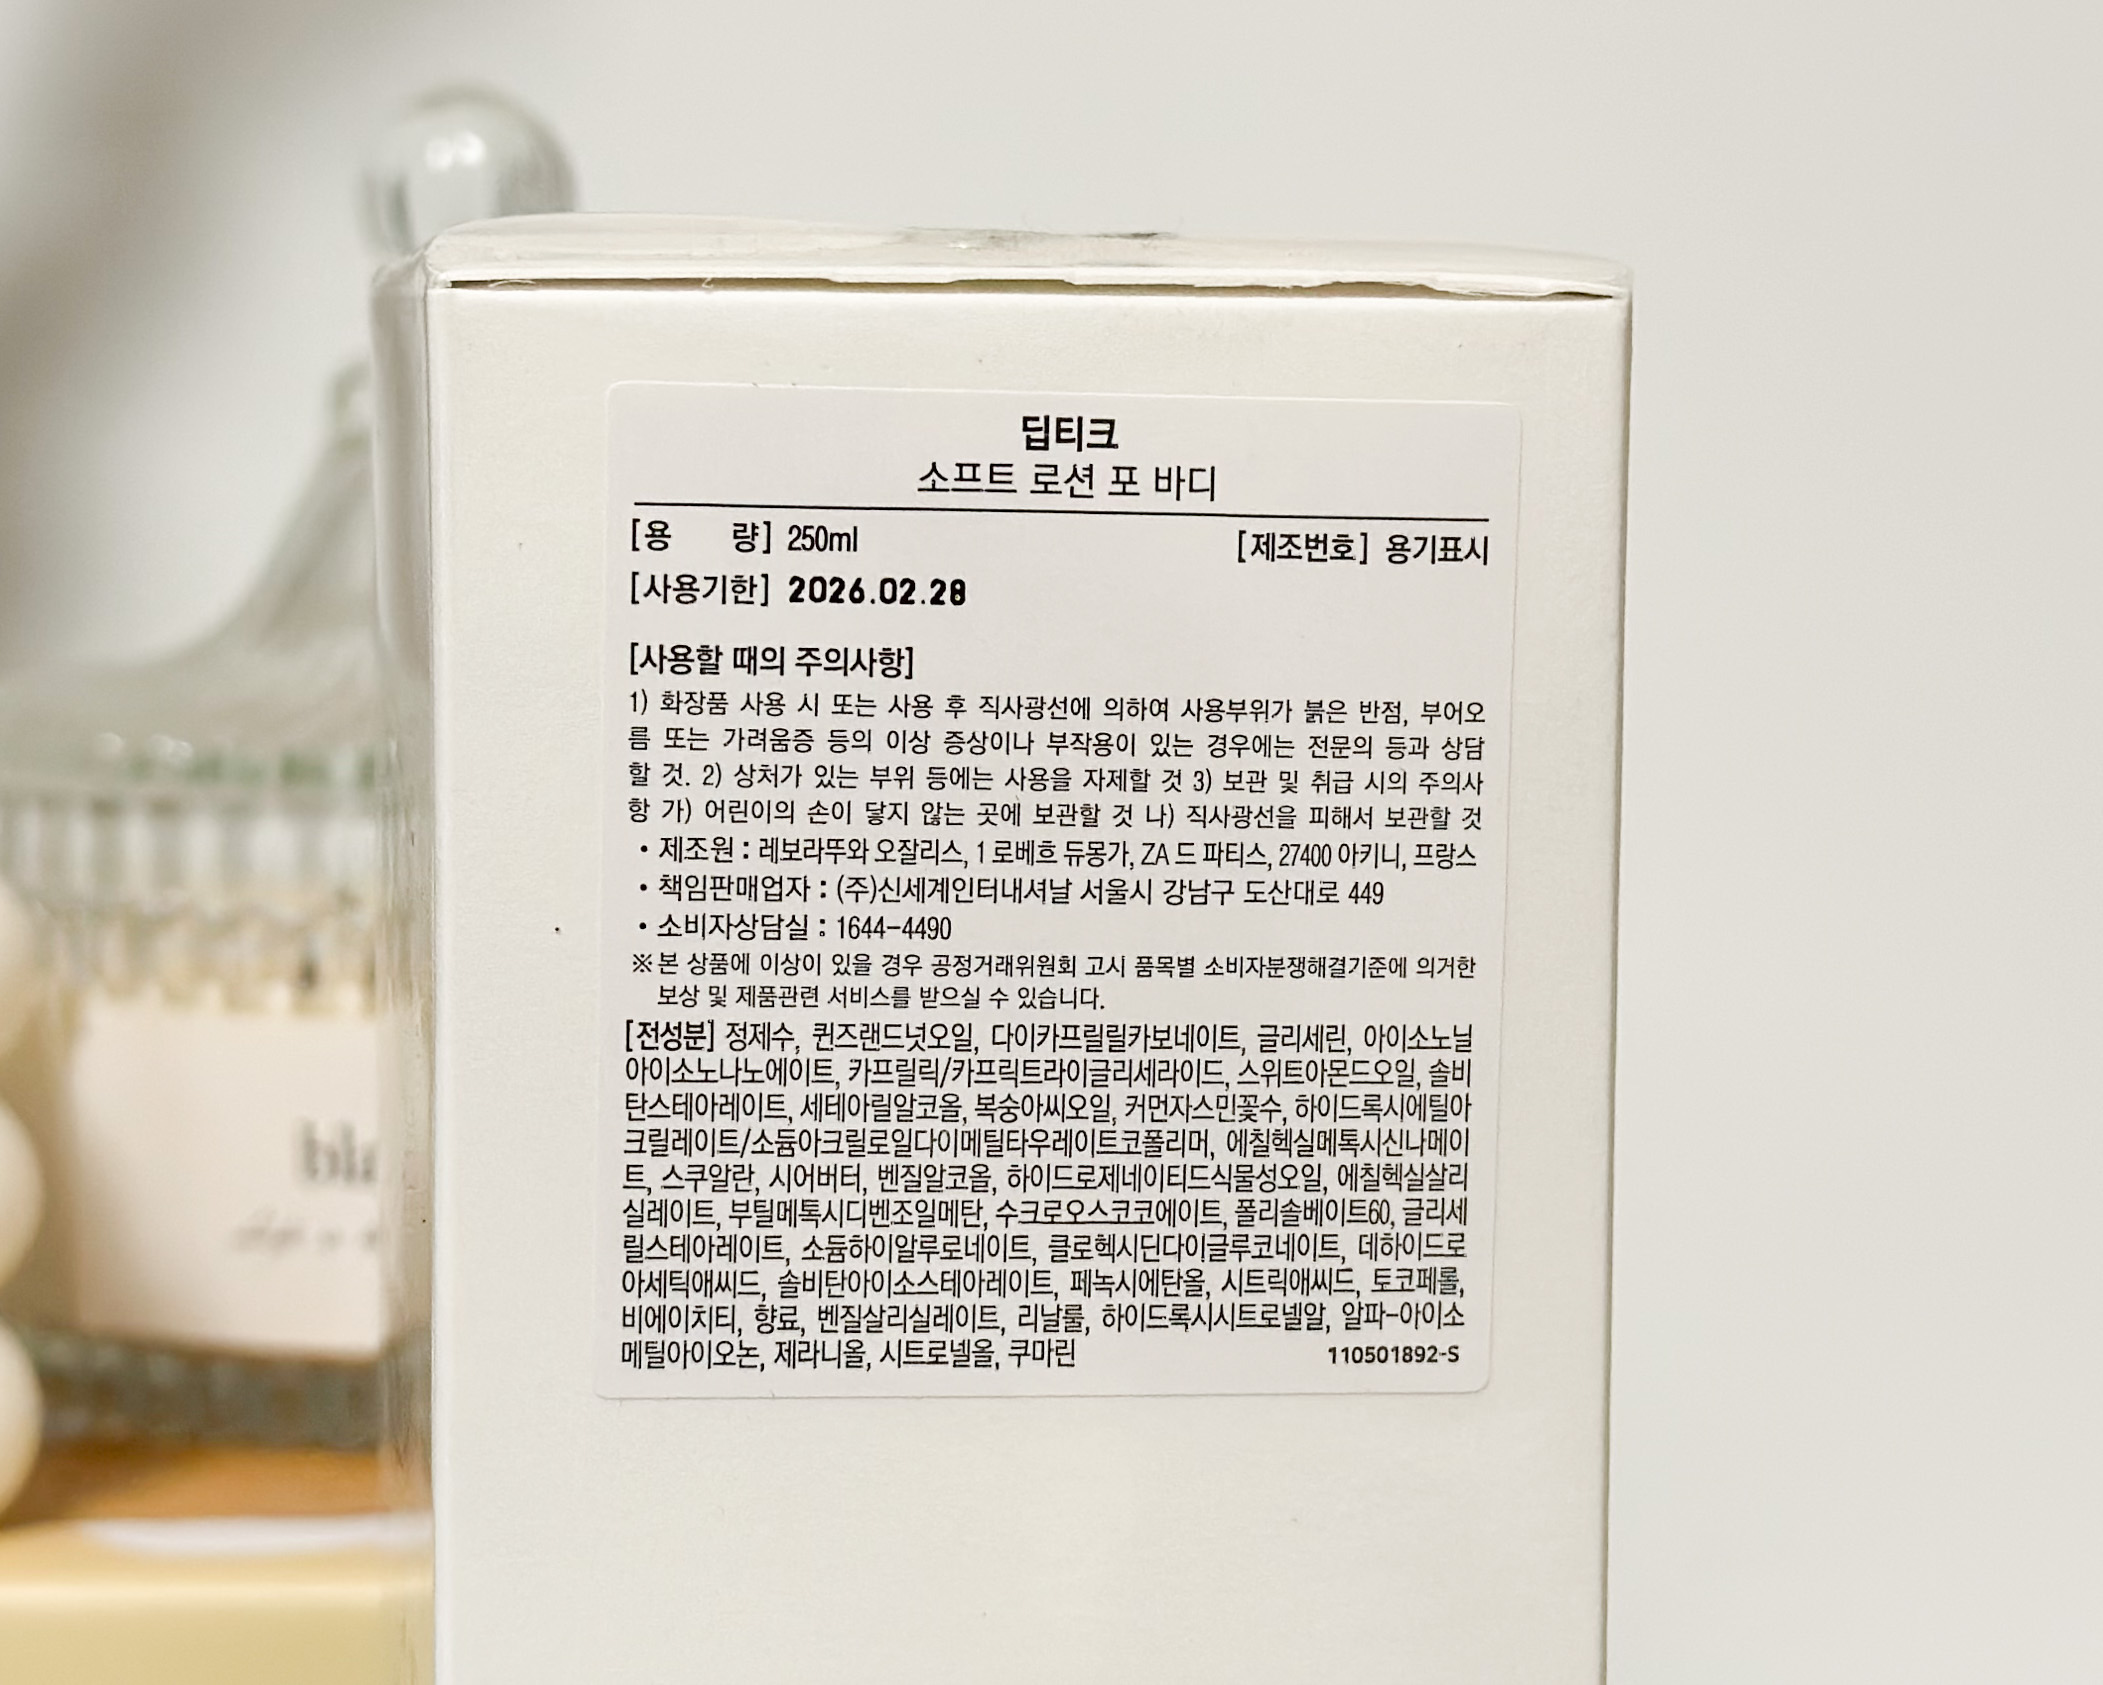 딥티크
소프트 로션 포 바디
[용 량] 250ml [제조번호] 용기표시
[사용기한] 2026.02.28
[사용할 때의 주의사항]
1) 화장품 사용 시 또는 사용 후 직사광선에 의하여 사용부위가 붉은 반점, 부어오
름 또는 가려움증 등의 이상 증상이나 부작용이 있는 경우에는 전문의 등과 상담
할 것. 2) 상처가 있는 부위 등에는 사용을 자제할 것 3) 보관 및 취급 시의 주의사
항 가) 어린이의 손이 닿지 않는 곳에 보관할 것 나) 직사광선을 피해서 보관할 것
• 제조원 : 레보라뚜와 오잘리스, 1 로베흐 듀몽가, ZA 드 파티스, 27400 아키니, 프랑스
• 책임판매업자 : (주)신세계인터내셔날 서울시 강남구 도산대로 449
• 소비자상담실 : 1644-4490
※ 본 상품에 이상이 있을 경우 공정거래위원회 고시 품목별 소비자분쟁해결기준에 의거한
보상 및 제품관련 서비스를 받으실 수 있습니다.
[전성분] 정제수, 퀸즈랜드넛오일, 다이카프릴릴카보네이트, 글리세린, 아이소노닐
아이소노나노에이트, 카프릴릭/카프릭트라이글리세라이드, 스위트아몬드오일, 솔비
탄스테아레이트, 세테아릴알코올, 복숭아씨오일, 커먼자스민꽃수, 하이드록시에틸아
크릴레이트/소듐아크릴로일다이메틸타우레이트코폴리머, 에칠헥실메톡시신나메이
트, 스쿠알란, 시어버터, 벤질알코올, 하이드로제네이티드식물성오일, 에칠헥실살리
실레이트, 부틸메톡시디벤조일메탄, 수크로오스코코에이트, 폴리솔베이트60, 글리세
릴스테아레이트, 소듐하이알루로네이트, 클로헥시딘다이글루코네이트, 데하이드로
아세틱애씨드, 솔비탄아이소스테아레이트, 페녹시에탄올, 시트릭애씨드, 토코페롤,
비에이치티, 향료, 벤질살리실레이트, 리날룰, 하이드록시시트로넬알, 알파-아이소
메틸아이오논, 제라니올, 시트로넬올, 쿠마린 110501892-S